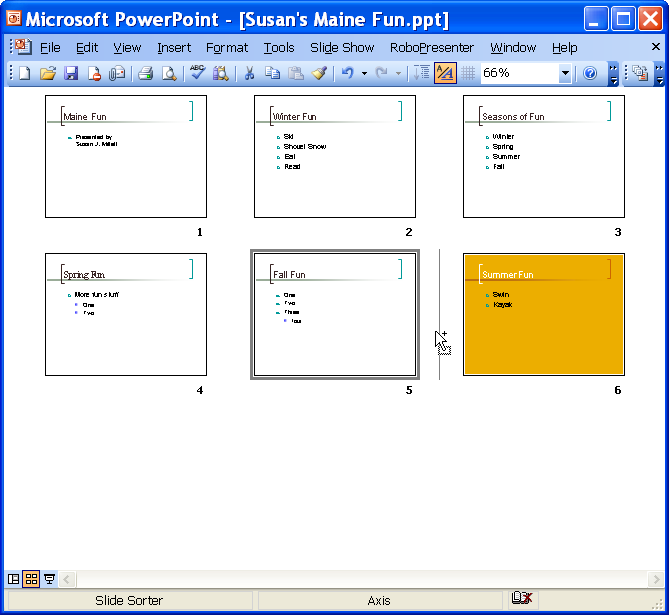 Microsoft PowerPoint - [Susan's Maine Fun.ppt]
File Edit View Insert Format Tools Slide Show RoboPresenter Window Help
ABC 66%
Maine Fun
Presented by
Susan J. Mitall
1
Winter Fun
Ski
Shovel Snow
Eat
Read
2
Seasons of Fun
Winter
Spring
Summer
Fall
3
Spring Fun
More fun stuff
One
Two
4
Fall Fun
One
Two
Three
Four
5
Summer Fun
Swim
Kayak
6
Slide Sorter Axis